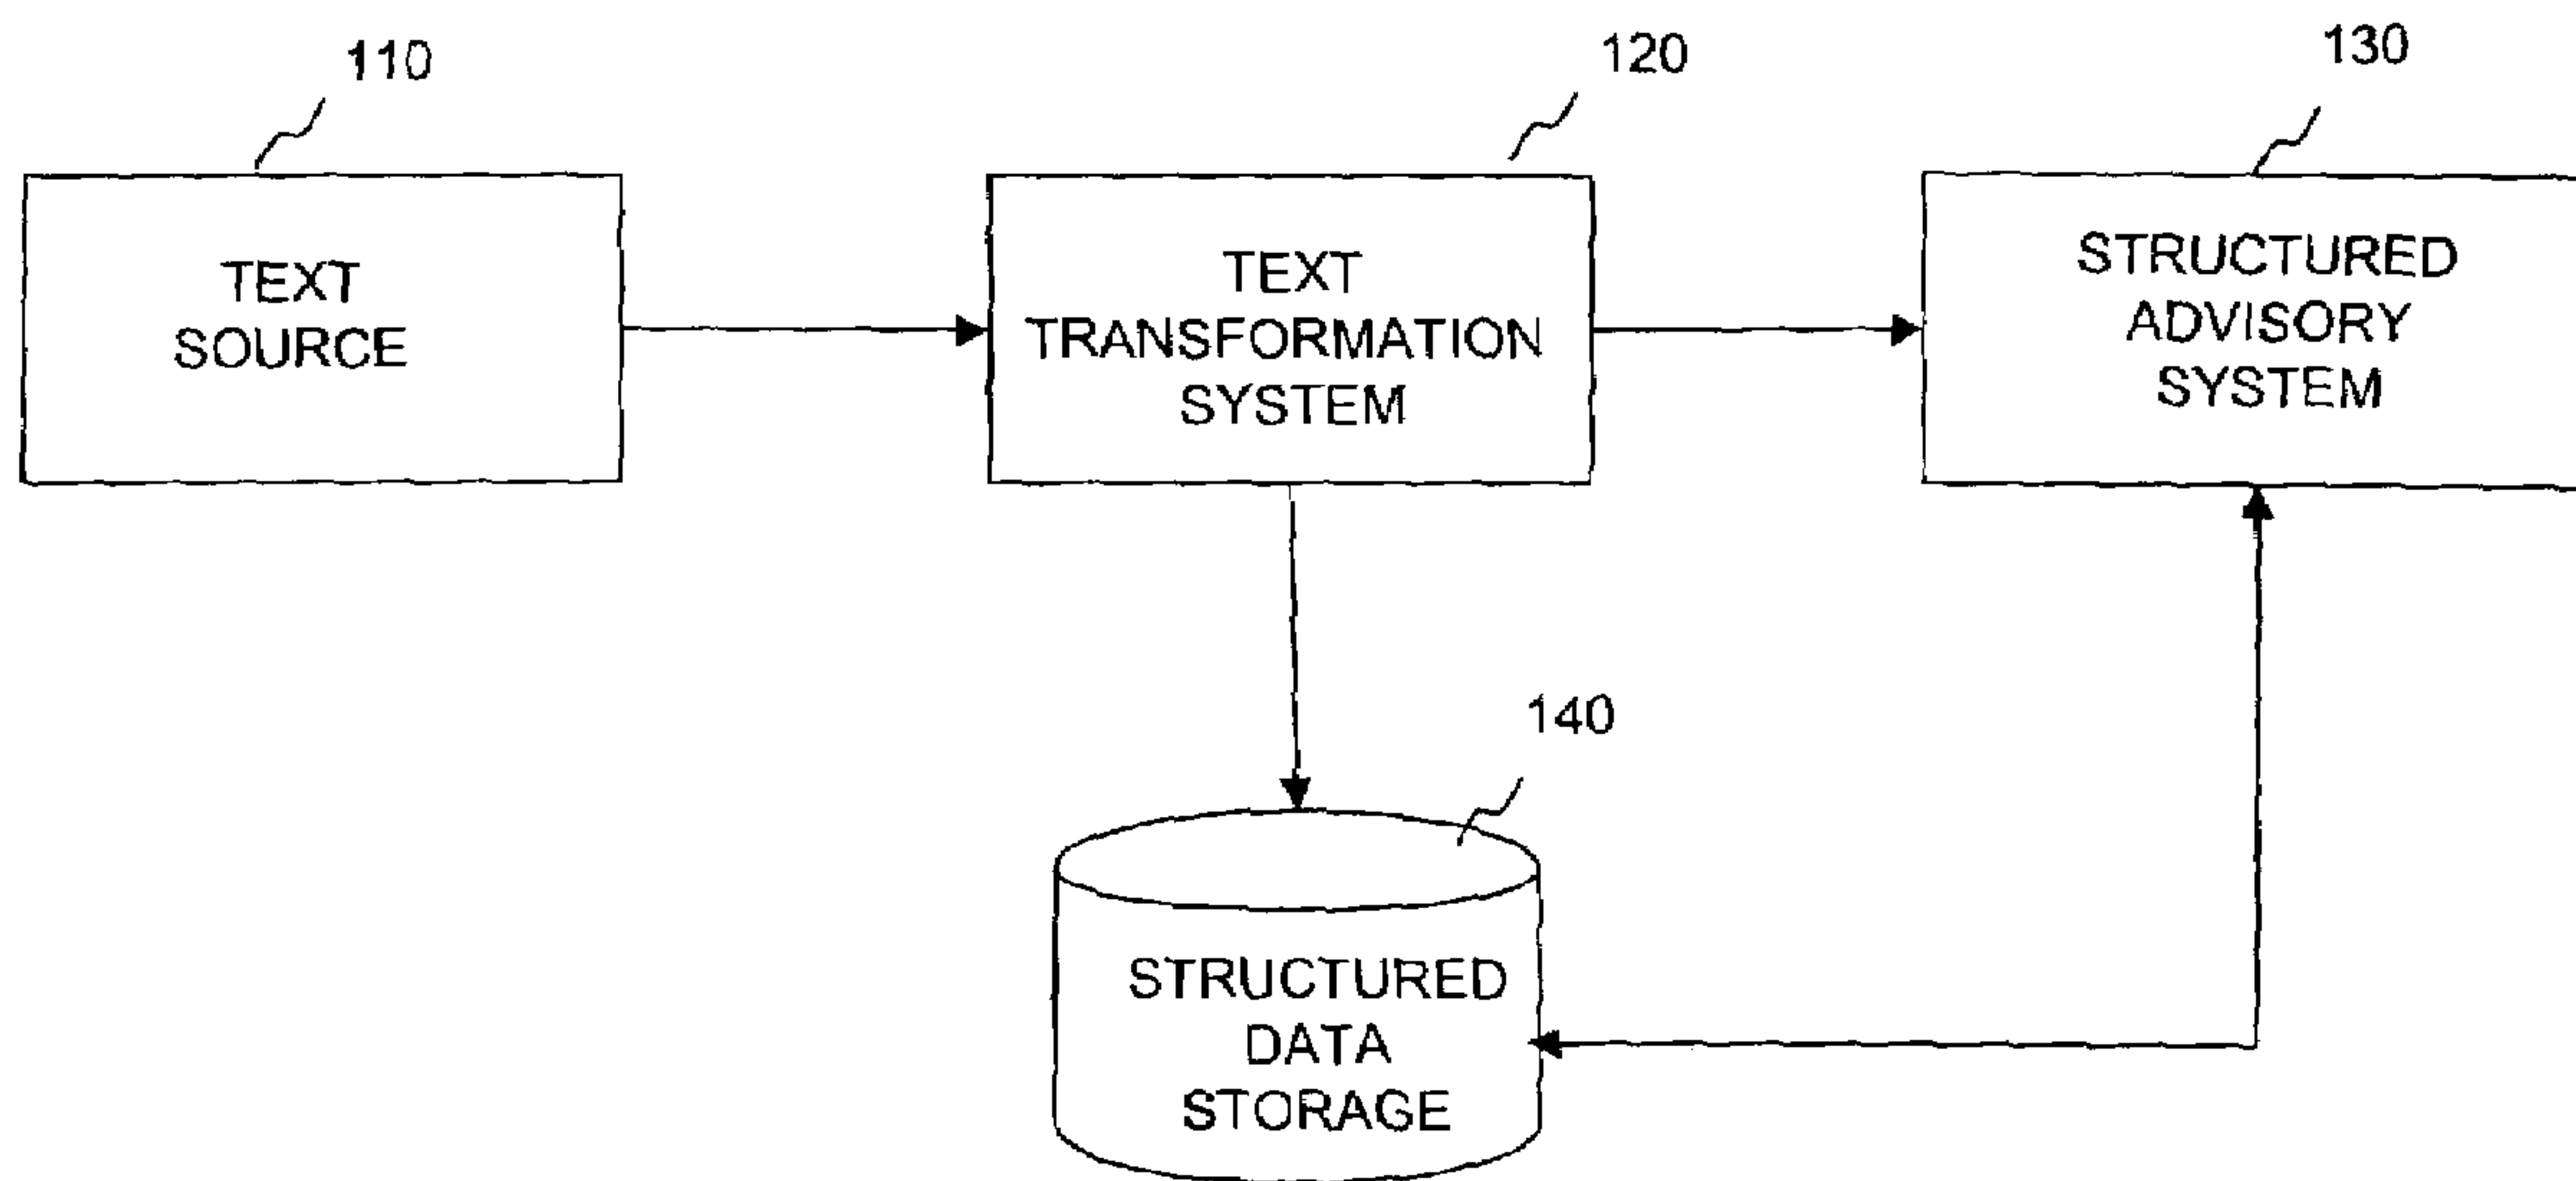 110
120
130
TEXT
SOURCE
TEXT
TRANSFORMATION
SYSTEM
STRUCTURED
ADVISORY
SYSTEM
140
STRUCTURED
DATA
STORAGE